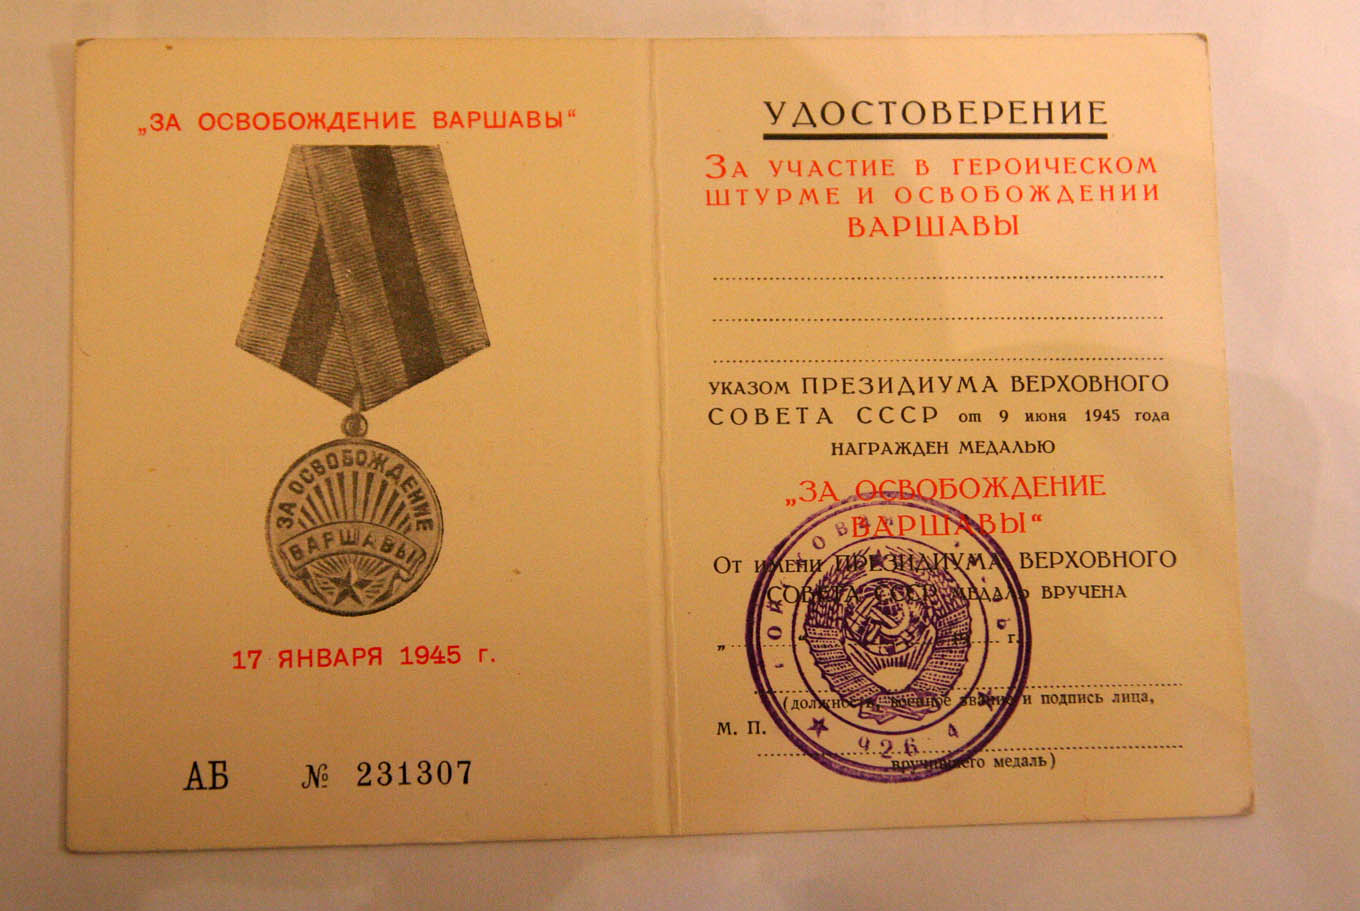 „ЗА ОСВОБОЖДЕНИЕ ВАРШАВЫ“
ЗА ОСВОБОЖДЕНИЕ
ВАРШАВЫ
17 ЯНВАРЯ 1945 г.
АБ № 231307
УДОСТОВЕРЕНИЕ
ЗА УЧАСТИЕ В ГЕРОИЧЕСКОМ
ШТУРМЕ И ОСВОБОЖДЕНИИ
ВАРШАВЫ
УКАЗОМ ПРЕЗИДИУМА ВЕРХОВНОГО
СОВЕТА СССР от 9 июня 1945 года
НАГРАЖДЕН МЕДАЛЬЮ
„ЗА ОСВОБОЖДЕНИЕ
ВАРШАВЫ“
От имени ПРЕЗИДИУМА ВЕРХОВНОГО
СОВЕТА СССР МЕДАЛЬ ВРУЧЕНА
„ “ 19 г.
(должность, военное звание и подпись лица,
М. П.
вручившего медаль)